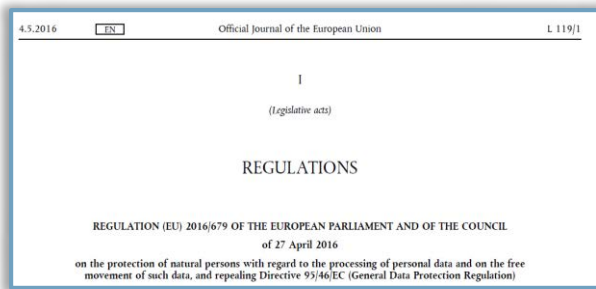 4.5.2016 EN Official Journal of the European Union L 119/1
I
(Legislative acts)
REGULATIONS
REGULATION (EU) 2016/679 OF THE EUROPEAN PARLIAMENT AND OF THE COUNCIL
of 27 April 2016
on the protection of natural persons with regard to the processing of personal data and on the free
movement of such data, and repealing Directive 95/46/EC (General Data Protection Regulation)